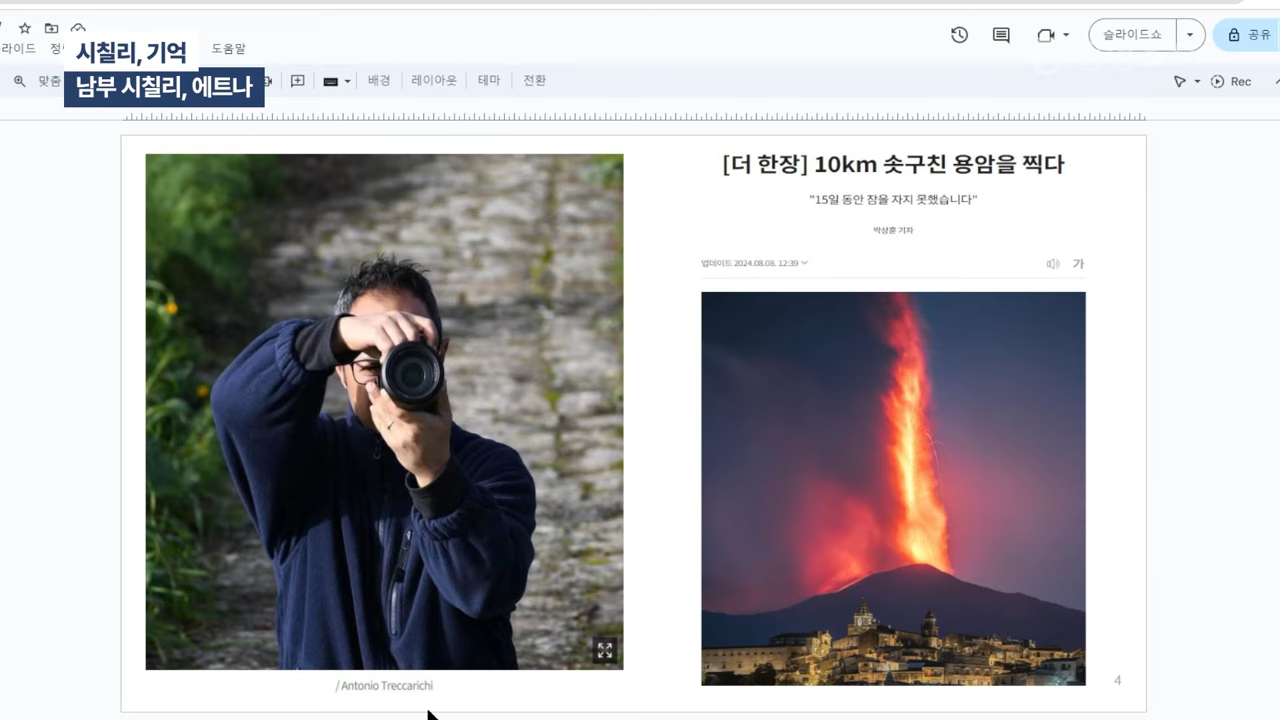 라이드
도움말
시칠리, 기억
남부 시칠리, 에트나
슬라이드쇼
공유
맞춤
배경
레이아웃
테마
전환
Rec
[더 한장] 10km 솟구친 용암을 찍다
"15일 동안 잠을 자지 못했습니다"
박상훈 기자
업데이트 2024.08.08. 12:39
가
/ Antonio Treccarichi
4